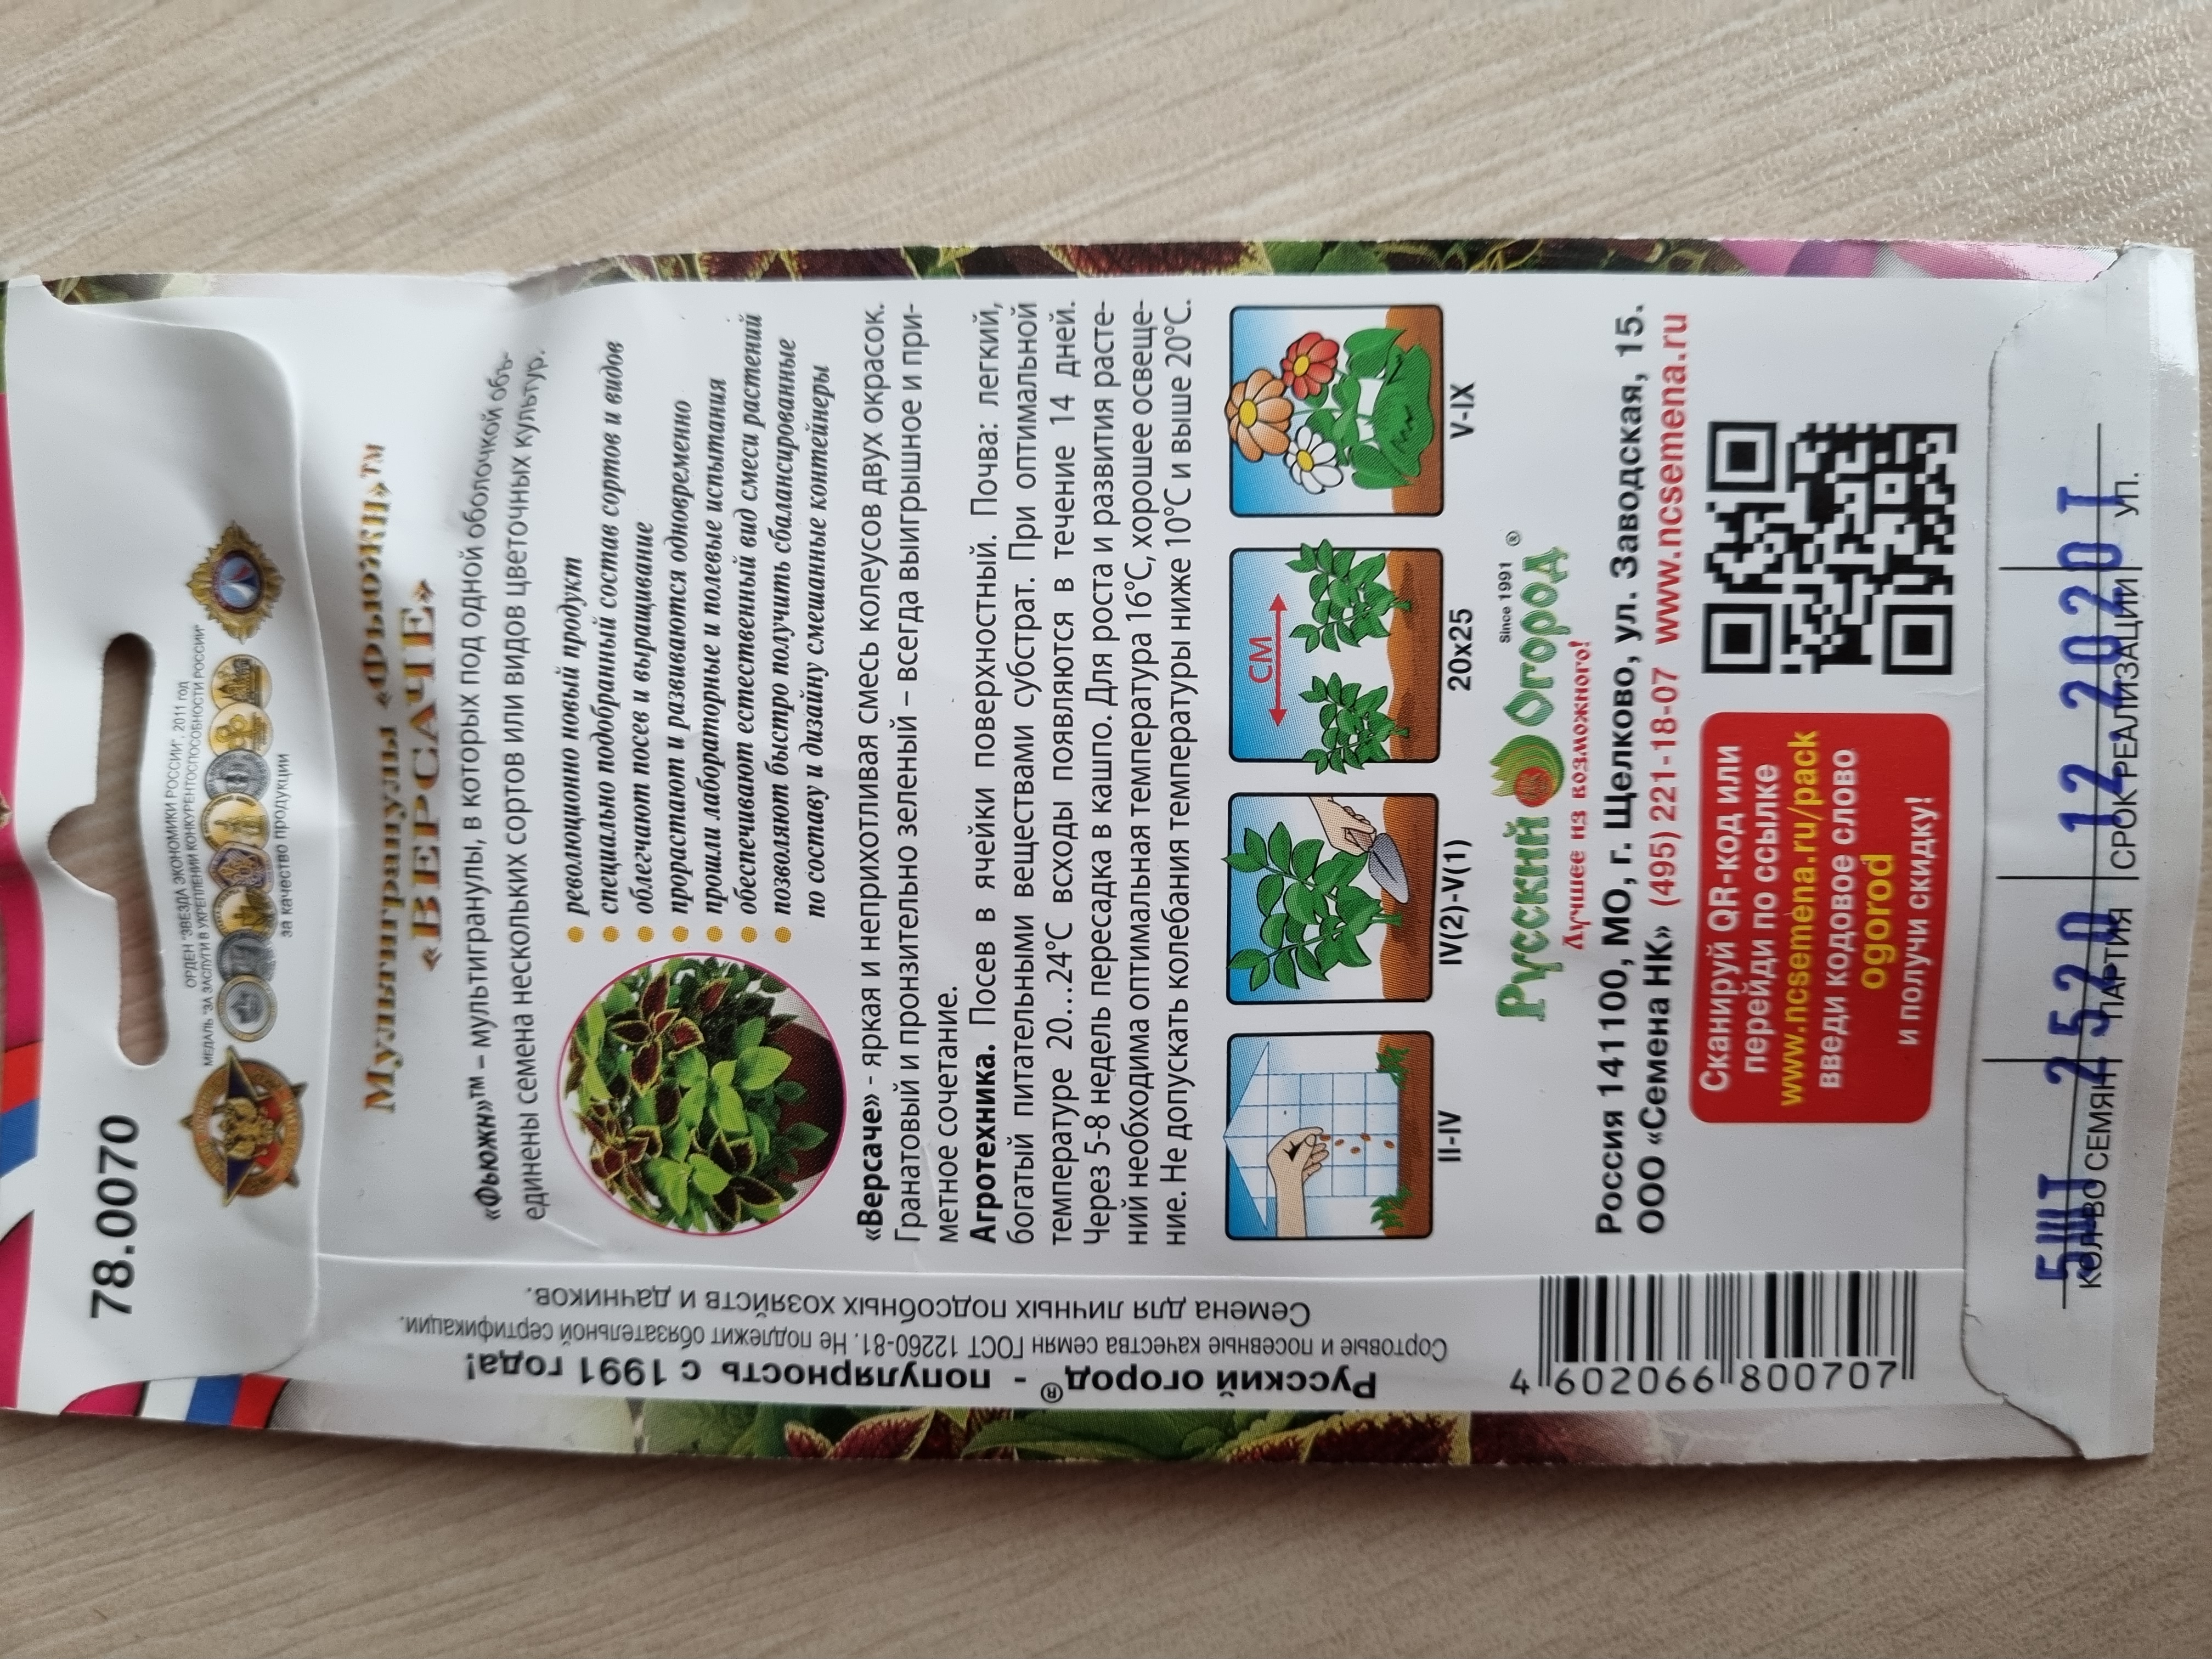 78.0070
ОРДЕН "ЗВЕЗДА ЭКОНОМИКИ РОССИИ", 2011 год
МЕДАЛЬ "ЗА ЗАСЛУГИ В УКРЕПЛЕНИИ КОНКУРЕНТОСПОСОБНОСТИ РОССИИ"
за качество продукции
Мультигранулы «Фьюжн»™
«ВЕРСАЧЕ»
«Фьюжн»™ – мультигранулы, в которых под одной оболочкой объ-
единены семена нескольких сортов или видов цветочных культур.
революционно новый продукт
специально подобранный состав сортов и видов
облегчают посев и выращивание
прорастают и развиваются одновременно
прошли лабораторные и полевые испытания
обеспечивают естественный вид смеси растений
позволяют быстро получить сбалансированные
по составу и дизайну смешанные контейнеры
«Версаче» - яркая и неприхотливая смесь колеусов двух окрасок.
Гранатовый и пронзительно зеленый – всегда выигрышное и при-
метное сочетание.
Агротехника. Посев в ячейки поверхностный. Почва: легкий,
богатый питательными веществами субстрат. При оптимальной
температуре 20...24°С всходы появляются в течение 14 дней.
Через 5-8 недель пересадка в кашпо. Для роста и развития расте-
ний необходима оптимальная температура 16°С, хорошее освеще-
ние. Не допускать колебания температуры ниже 10°С и выше 20°С.
СМ
II-IV
IV(2)-V(1)
20х25
V-IX
Русский Огород®
Since 1991
Лучшее из возможного!
Россия 141100, МО, г. Щелково, ул. Заводская, 15.
ООО «Семена НК» (495) 221-18-07 www.ncsemena.ru
Сканируй QR-код или
перейди по ссылке
www.ncsemena.ru/pack
введи кодовое слово
ogorod
и получи скидку!
5ШТ 2520 12.2020 Т
КОЛ-ВО СЕМЯН ПАРТИЯ СРОК РЕАЛИЗАЦИИ УП.
Семена для личных подсобных хозяйств и дачников.
Сортовые и посевные качества семян ГОСТ 12260-81. Не подлежит обязательной сертификации.
Русский огород® - популярность с 1991 года!
4 602066 800707